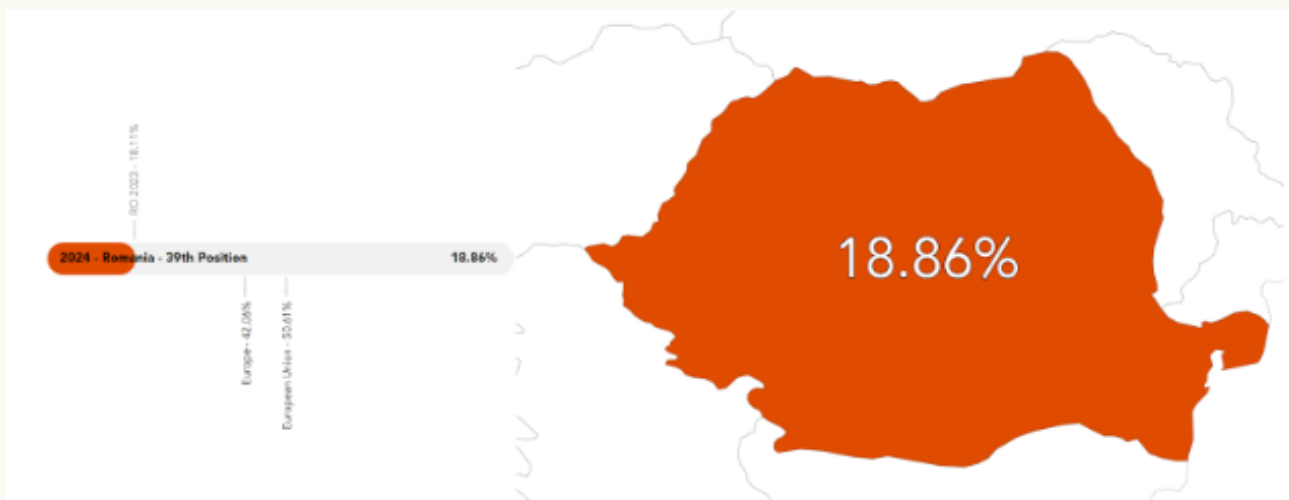 RO 2023 - 18.11%
2024 - Romania - 39th Position
18.86%
Europe - 42.06%
European Union - 50.61%
18.86%